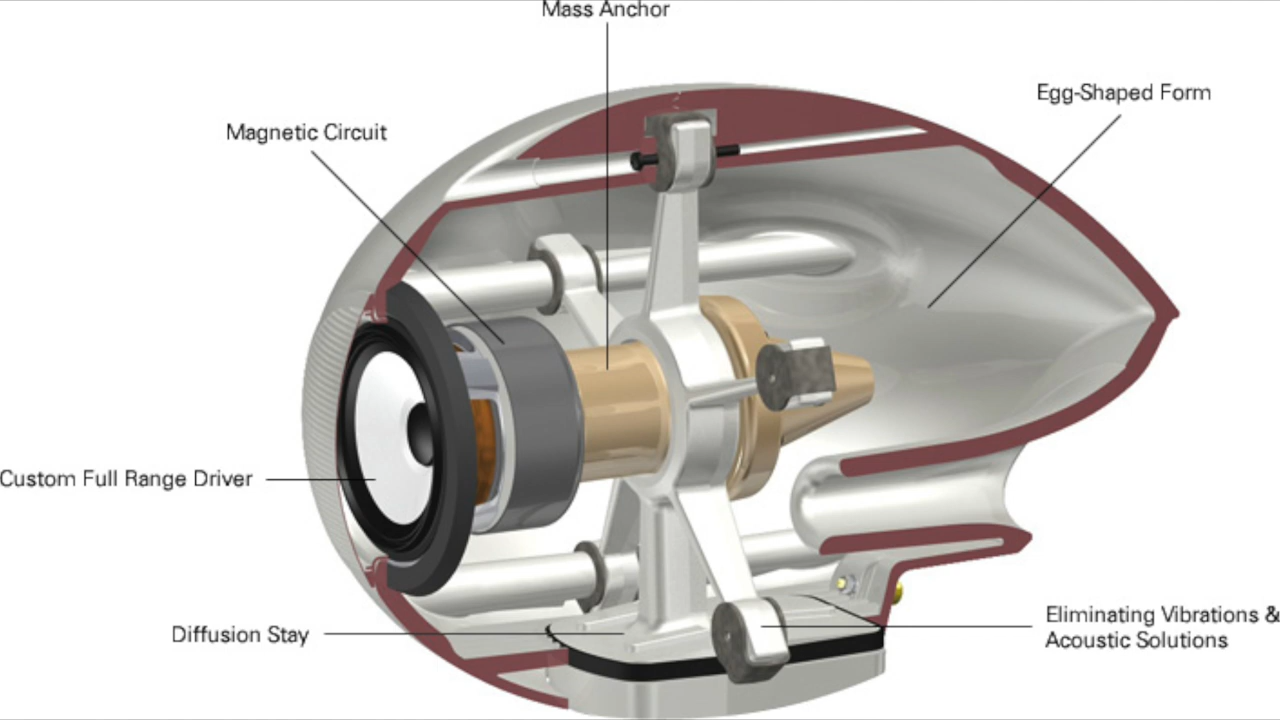 Mass Anchor
Egg-Shaped Form
Magnetic Circuit
Custom Full Range Driver
Eliminating Vibrations &
Acoustic Solutions
Diffusion Stay